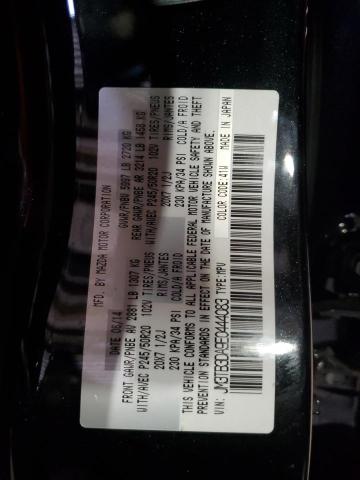 MFD. BY MAZDA MOTOR CORPORATION
DATE 06/14 GVWR/PNBV 5997 LB 2720 KG
FRONT GAWR/PNBE AV 2881 LB 1307 KG REAR GAWR/PNBE AR 3214 LB 1458 KG
WITH/AVEC P245/50R20 102V TIRES/PNEUS WITH/AVEC P245/50R20 102V TIRES/PNEUS
20X7 1/2J RIMS/JANTES 20X7 1/2J RIMS/JANTES
230 KPA/34 PSI COLD/A FROID 230 KPA/34 PSI COLD/A FROID
THIS VEHICLE CONFORMS TO ALL APPLICABLE FEDERAL MOTOR VEHICLE SAFETY AND THEFT
PREVENTION STANDARDS IN EFFECT ON THE DATE OF MANUFACTURE SHOWN ABOVE.
JM3TB3DA9E0444083
VIN: TYPE:MPV COLOR CODE:41W MADE IN JAPAN